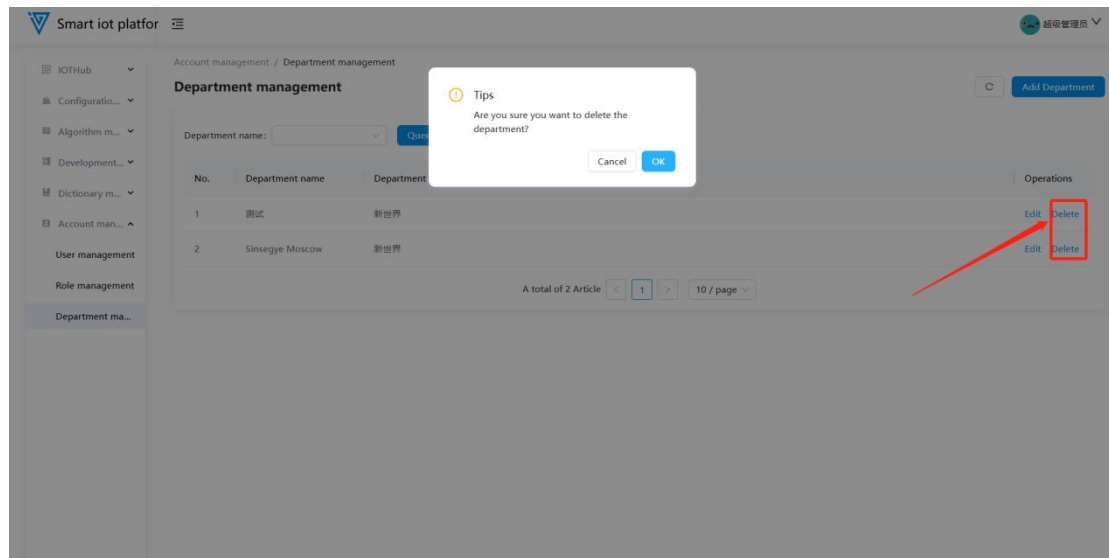 Smart iot platfor
超级管理员
IOTHub
Configuratio...
Algorithm m...
Development...
Dictionary m...
Account man...
User management
Role management
Department ma...
Account management / Department management
Department management
Add Department
Department name:
Quer
Tips
Are you sure you want to delete the
department?
Cancel OK
No. Department name Department Operations
1 测试 新世界 Edit Delete
2 Sinsegye Moscow 新世界 Edit Delete
A total of 2 Article < 1 > 10 / page